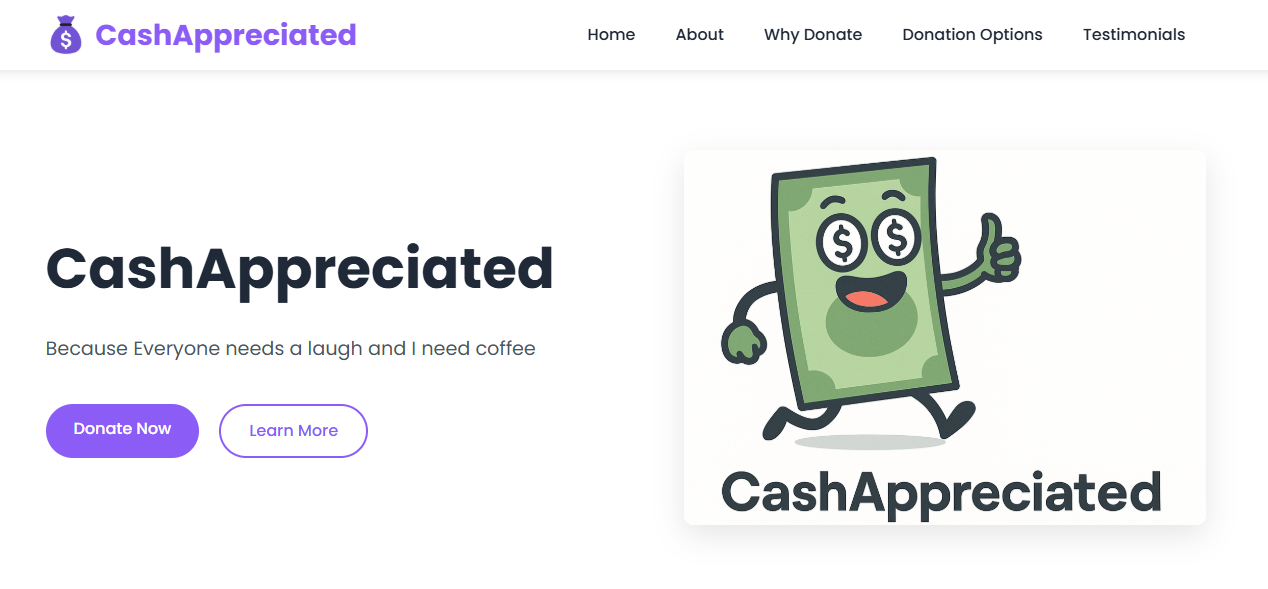 $ CashAppreciated
Home About Why Donate Donation Options Testimonials
CashAppreciated
Because Everyone needs a laugh and I need coffee
Donate Now Learn More
$ $
CashAppreciated